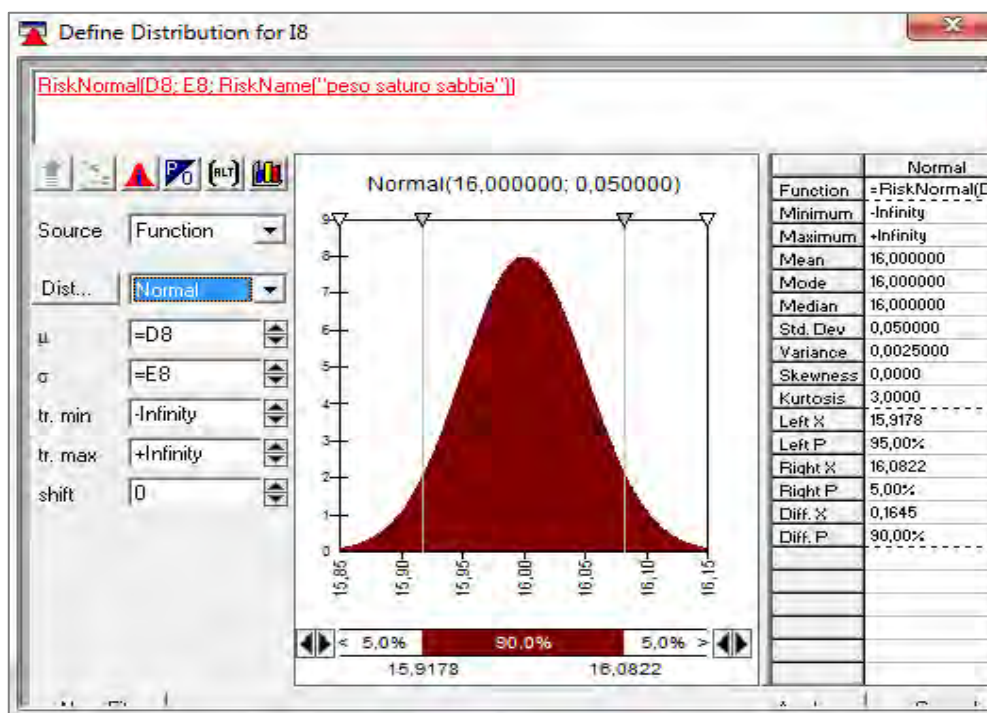 Define Distribution for I8
RiskNormal(D8; E8; RiskName("peso saturo sabbia"))
Source Function
Dist... Normal
μ =D8
σ =E8
tr. min -Infinity
tr. max +Infinity
shift 0
Normal(16,000000; 0,050000)
9
8
7
6
5
4
3
2
1
0
15,85 15,90 15,95 16,00 16,05 16,10 16,15
< 5,0% 90,0% 5,0% >
15,9178 16,0822
Normal
Function =RiskNormal(D
Minimum -Infinity
Maximum +Infinity
Mean 16,000000
Mode 16,000000
Median 16,000000
Std. Dev 0,050000
Variance 0,0025000
Skewness 0,0000
Kurtosis 3,0000
Left X 15,9178
Left P 95,00%
Right X 16,0822
Right P 5,00%
Diff. X 0,1645
Diff. P 90,00%